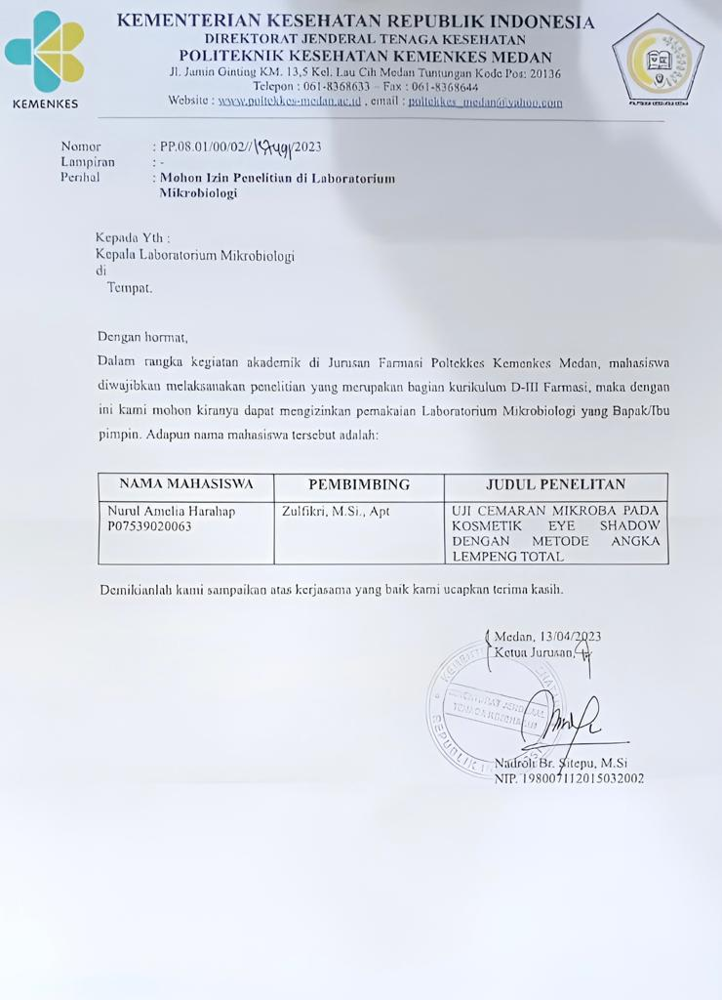 KEMENTERIAN KESEHATAN REPUBLIK INDONESIA
DIREKTORAT JENDERAL TENAGA KESEHATAN
POLITEKNIK KESEHATAN KEMENKES MEDAN
Jl. Jamin Ginting KM. 13,5 Kel. Lau Cih Medan Tuntungan Kode Pos: 20136
Telepon : 061-8368633 – Fax : 061-8368644
Website : www.poltekkes-medan.ac.id , email : poltekkes_medan@yahoo.com
KEMENKES
Nomor : PP.08.01/00/02/ /2023
Lampiran : -
Perihal : Mohon Izin Penelitian di Laboratorium
Mikrobiologi
Kepada Yth :
Kepala Laboratorium Mikrobiologi
di
Tempat.
Dengan hormat,
Dalam rangka kegiatan akademik di Jurusan Farmasi Poltekkes Kemenkes Medan, mahasiswa
diwajibkan melaksanakan penelitian yang merupakan bagian kurikulum D-III Farmasi, maka dengan
ini kami mohon kiranya dapat mengizinkan pemakaian Laboratorium Mikrobiologi yang Bapak/Ibu
pimpin. Adapun nama mahasiswa tersebut adalah:
NAMA MAHASISWA PEMBIMBING JUDUL PENELITAN
Nurul Amelia Harahap Zulfikri, M.Si., Apt UJI CEMARAN MIKROBA PADA
P07539020063 KOSMETIK EYE SHADOW
DENGAN METODE ANGKA
LEMPENG TOTAL
Demikianlah kami sampaikan atas kerjasama yang baik kami ucapkan terima kasih.
Medan, 13/04/2023
Ketua Jurusan,
DIREKTORAT JENDERAL
TENAGA KESEHATAN
REPUBLIK
Nadroh Br. Sitepu, M.Si
NIP. 198007112015032002